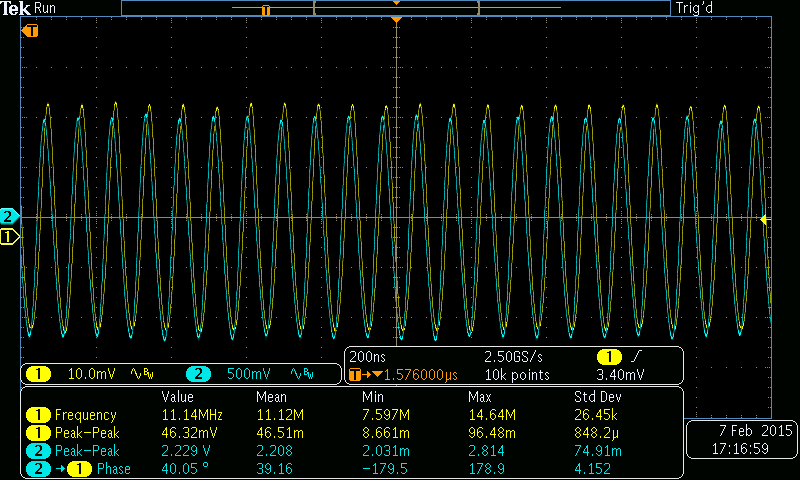 Tek Run Trig'd
T
2
1
1 10.0mV BW 2 500mV BW
200ns 2.50GS/s 1
T→▼1.576000µs 10k points 3.40mV
Value Mean Min Max Std Dev
1 Frequency 11.14MHz 11.12M 7.597M 14.64M 26.45k
1 Peak–Peak 46.32mV 46.51m 8.661m 96.48m 848.2µ
2 Peak–Peak 2.229 V 2.208 2.031m 2.814 74.91m
2 →1 Phase 40.05 ° 39.16 −179.5 178.9 4.152
7 Feb 2015
17:16:59